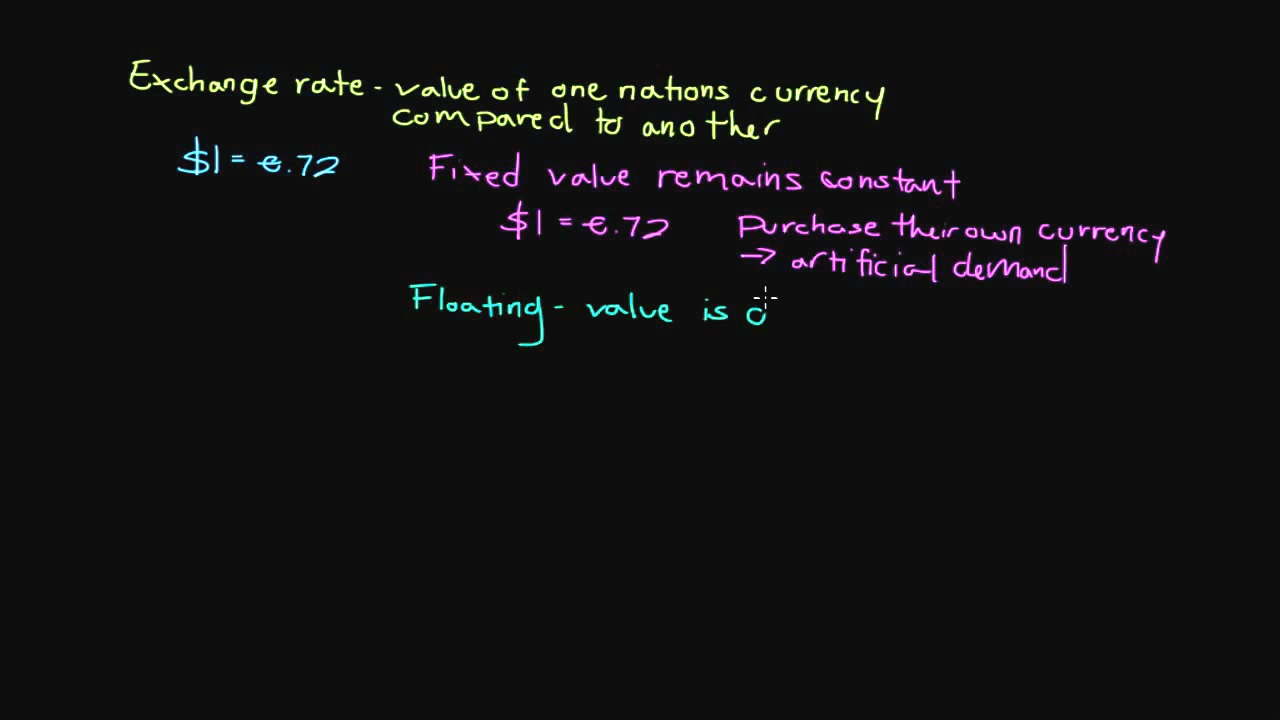 Exchange rate - value of one nations currency
compared to another
$1 = €.72
Fixed value remains constant
$1 = €.72
Purchase their own currency
→ artificial demand
Floating - value is